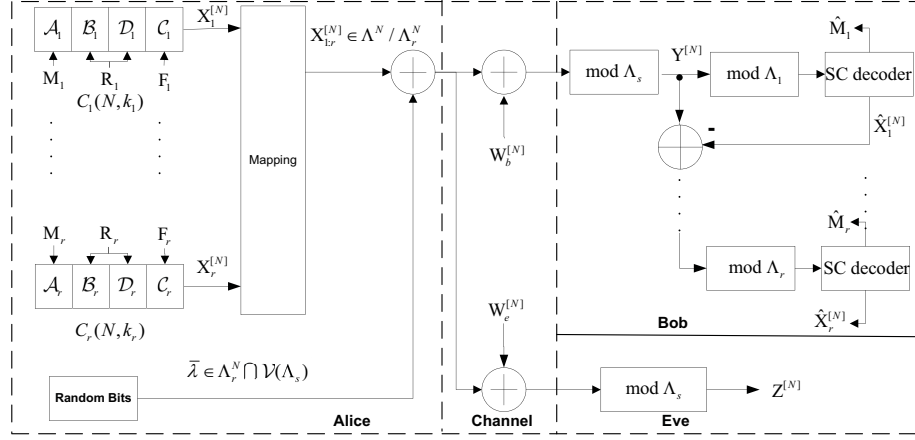 𝒜₁ ℬ₁ 𝒟₁ 𝒞₁
X₁^[N]
M₁ R₁ F₁
C₁(N,k₁)
X_{1:r}^[N] ∈ Λ^N / Λ_r^N
Mapping
M_r R_r F_r
𝒜_r ℬ_r 𝒟_r 𝒞_r
X_r^[N]
C_r(N,k_r)
λ̄ ∈ Λ_r^N ⋂ 𝒱(Λ_s)
Random Bits
Alice
W_b^[N]
W_e^[N]
Channel
mod Λ_s
Y^[N]
mod Λ₁
SC decoder
M̂₁
X̂₁^[N]
-
M̂_r
mod Λ_r
SC decoder
X̂_r^[N]
Bob
mod Λ_s
Z^[N]
Eve